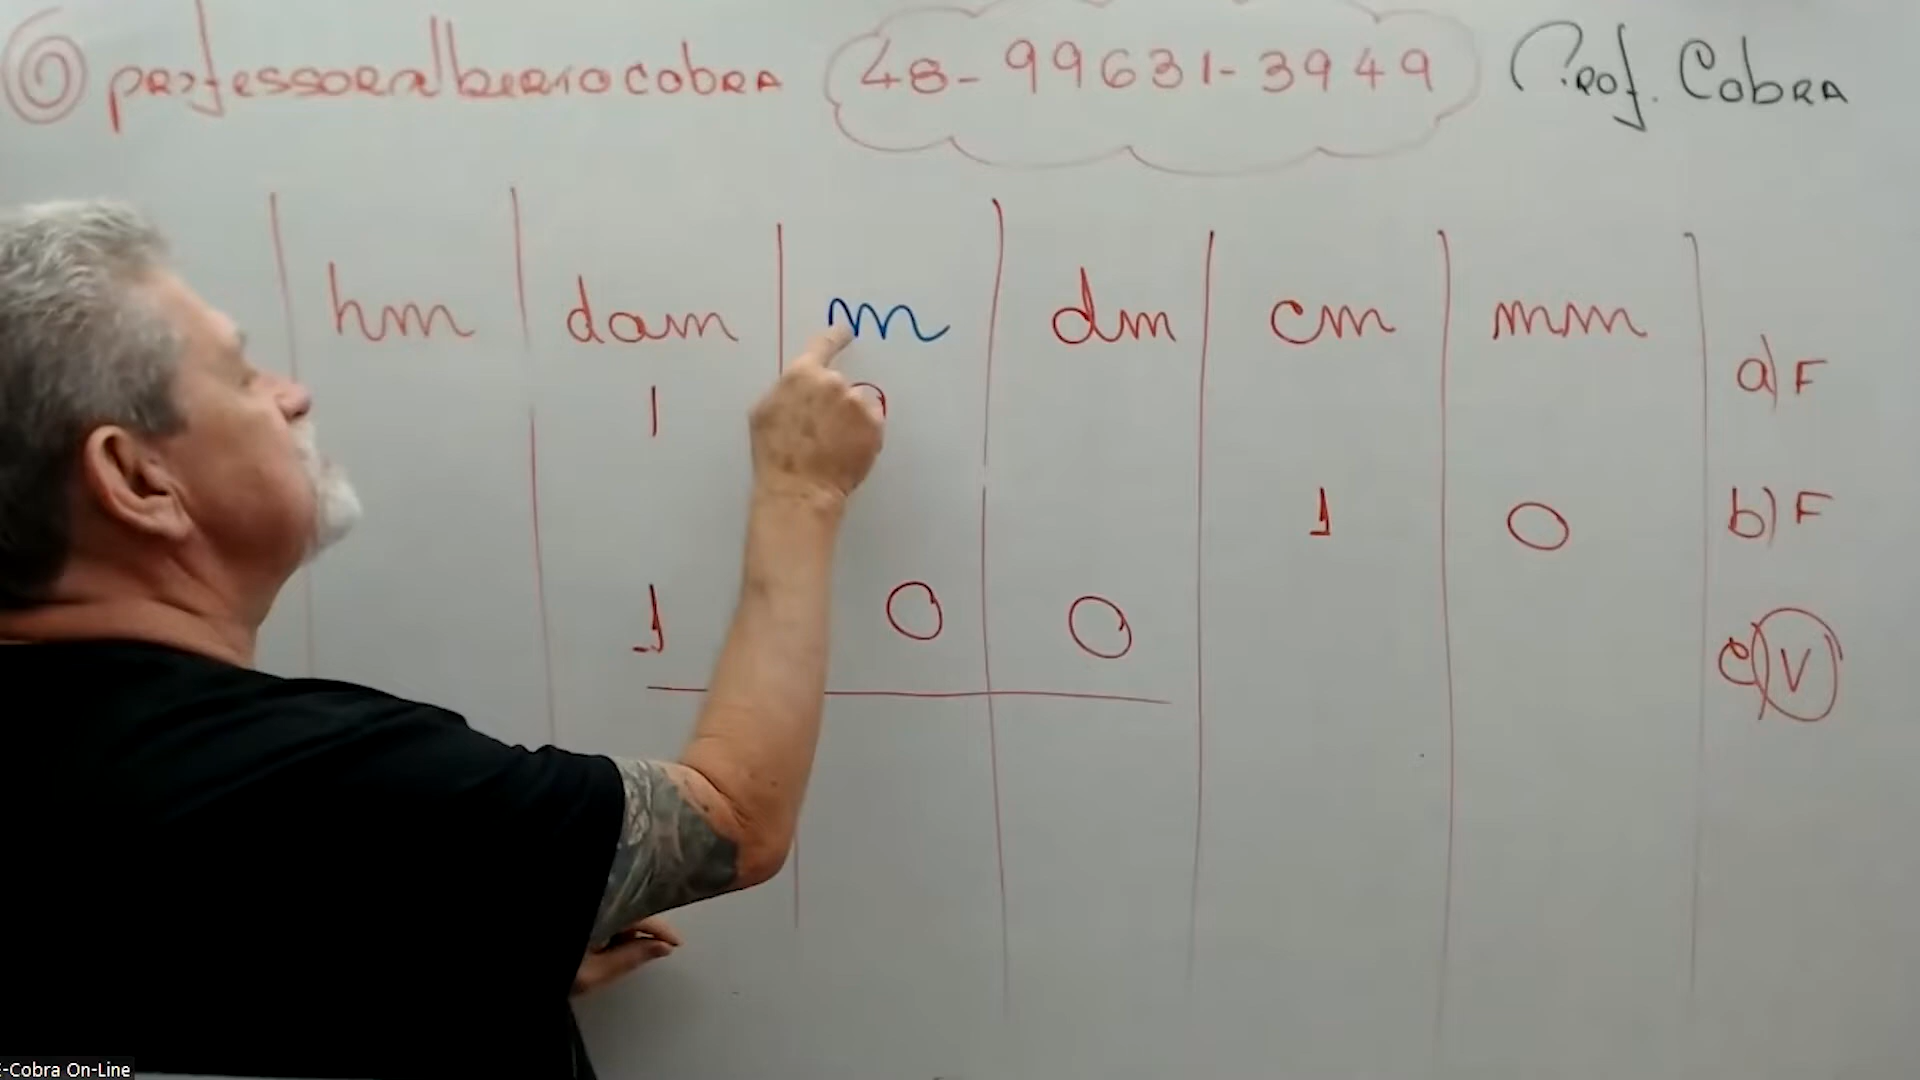 @ professoralbertocobra 48-99631-3949 Prof. Cobra
hm dam m dm cm mm
1 0 a) F
1 0 b) F
1 0 0 c) V
E-Cobra On-Line